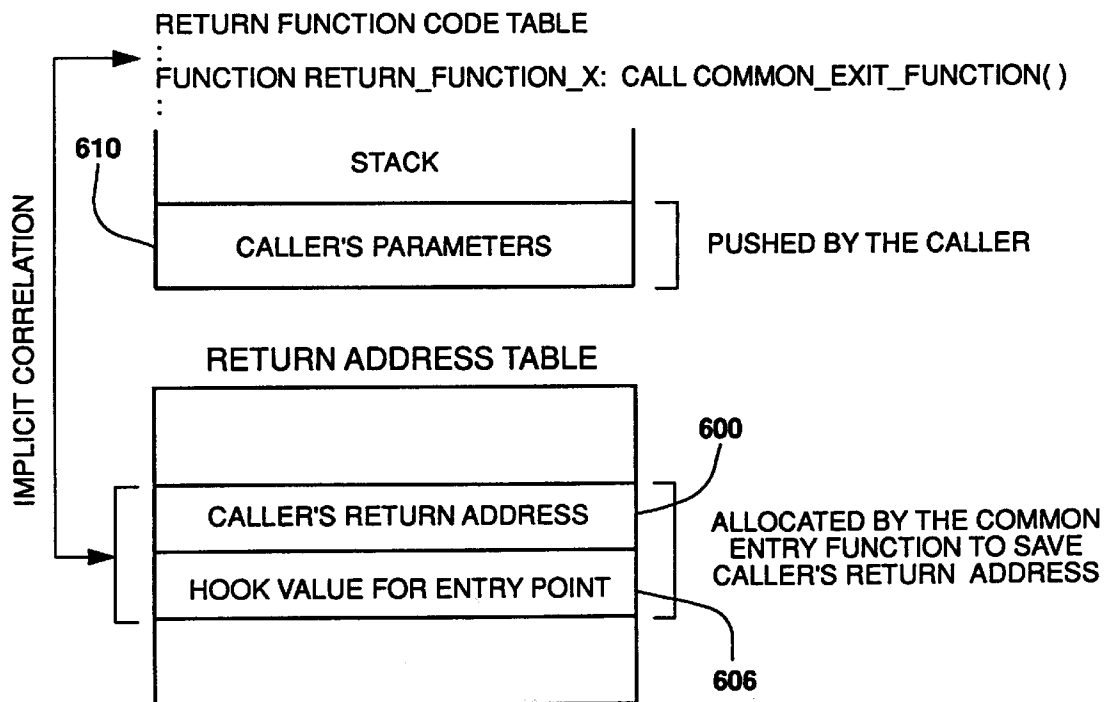 RETURN FUNCTION CODE TABLE
FUNCTION RETURN_FUNCTION_X: CALL COMMON_EXIT_FUNCTION( )
610
STACK
CALLER'S PARAMETERS
PUSHED BY THE CALLER
IMPLICIT CORRELATION
RETURN ADDRESS TABLE
600
CALLER'S RETURN ADDRESS
HOOK VALUE FOR ENTRY POINT
ALLOCATED BY THE COMMON
ENTRY FUNCTION TO SAVE
CALLER'S RETURN ADDRESS
606